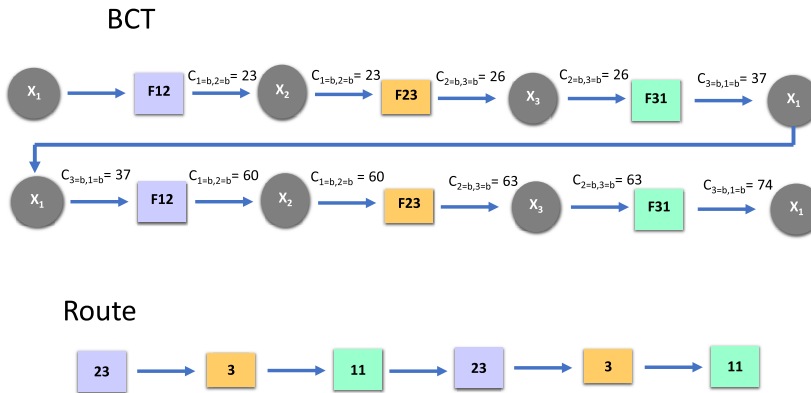 BCT
X₁ F12 C₁₌b,₂₌b= 23 X₂ C₁₌b,₂₌b= 23 F23 C₂₌b,₃₌b= 26 X₃ C₂₌b,₃₌b= 26 F31 C₃₌b,₁₌b= 37 X₁
X₁ C₃₌b,₁₌b= 37 F12 C₁₌b,₂₌b= 60 X₂ C₁₌b,₂₌b= 60 F23 C₂₌b,₃₌b= 63 X₃ C₂₌b,₃₌b= 63 F31 C₃₌b,₁₌b= 74 X₁
Route
23 3 11 23 3 11